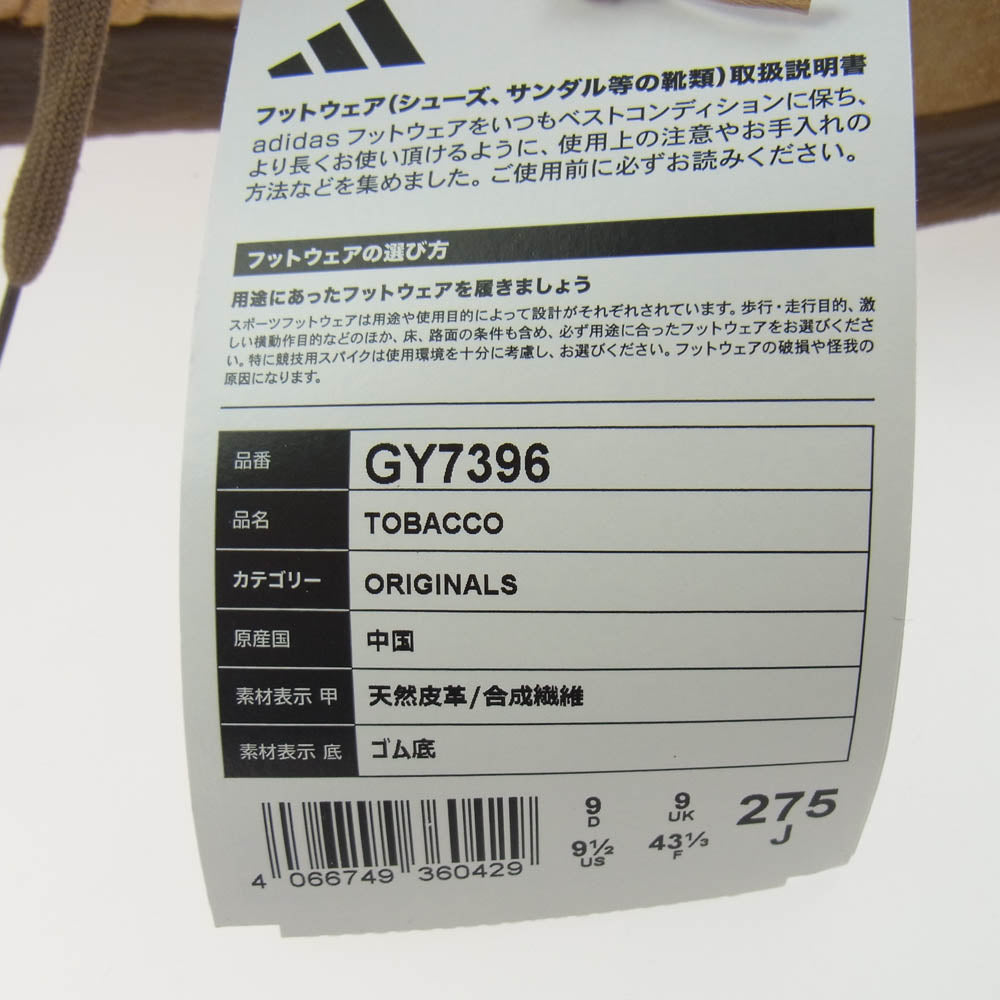 フットウェア(シューズ、サンダル等の靴類)取扱説明書
adidas フットウェアをいつもベストコンディションに保ち、
より長くお使い頂けるように、使用上の注意やお手入れの
方法などを集めました。ご使用前に必ずお読みください。
フットウェアの選び方
用途にあったフットウェアを履きましょう
スポーツフットウェアは用途や使用目的によって設計がそれぞれされています。歩行・走行目的、激
しい横動作目的などのほか、床、路面の条件も含め、必ず用途に合ったフットウェアをお選びくださ
い。特に競技用スパイクは使用環境を十分に考慮し、お選びください。フットウェアの破損や怪我の
原因になります。
品番 GY7396
品名 TOBACCO
カテゴリー ORIGINALS
原産国 中国
素材表示 甲 天然皮革/合成繊維
素材表示 底 ゴム底
9 9 275
D UK J
9½ 43⅓
US F
4 066749 360429